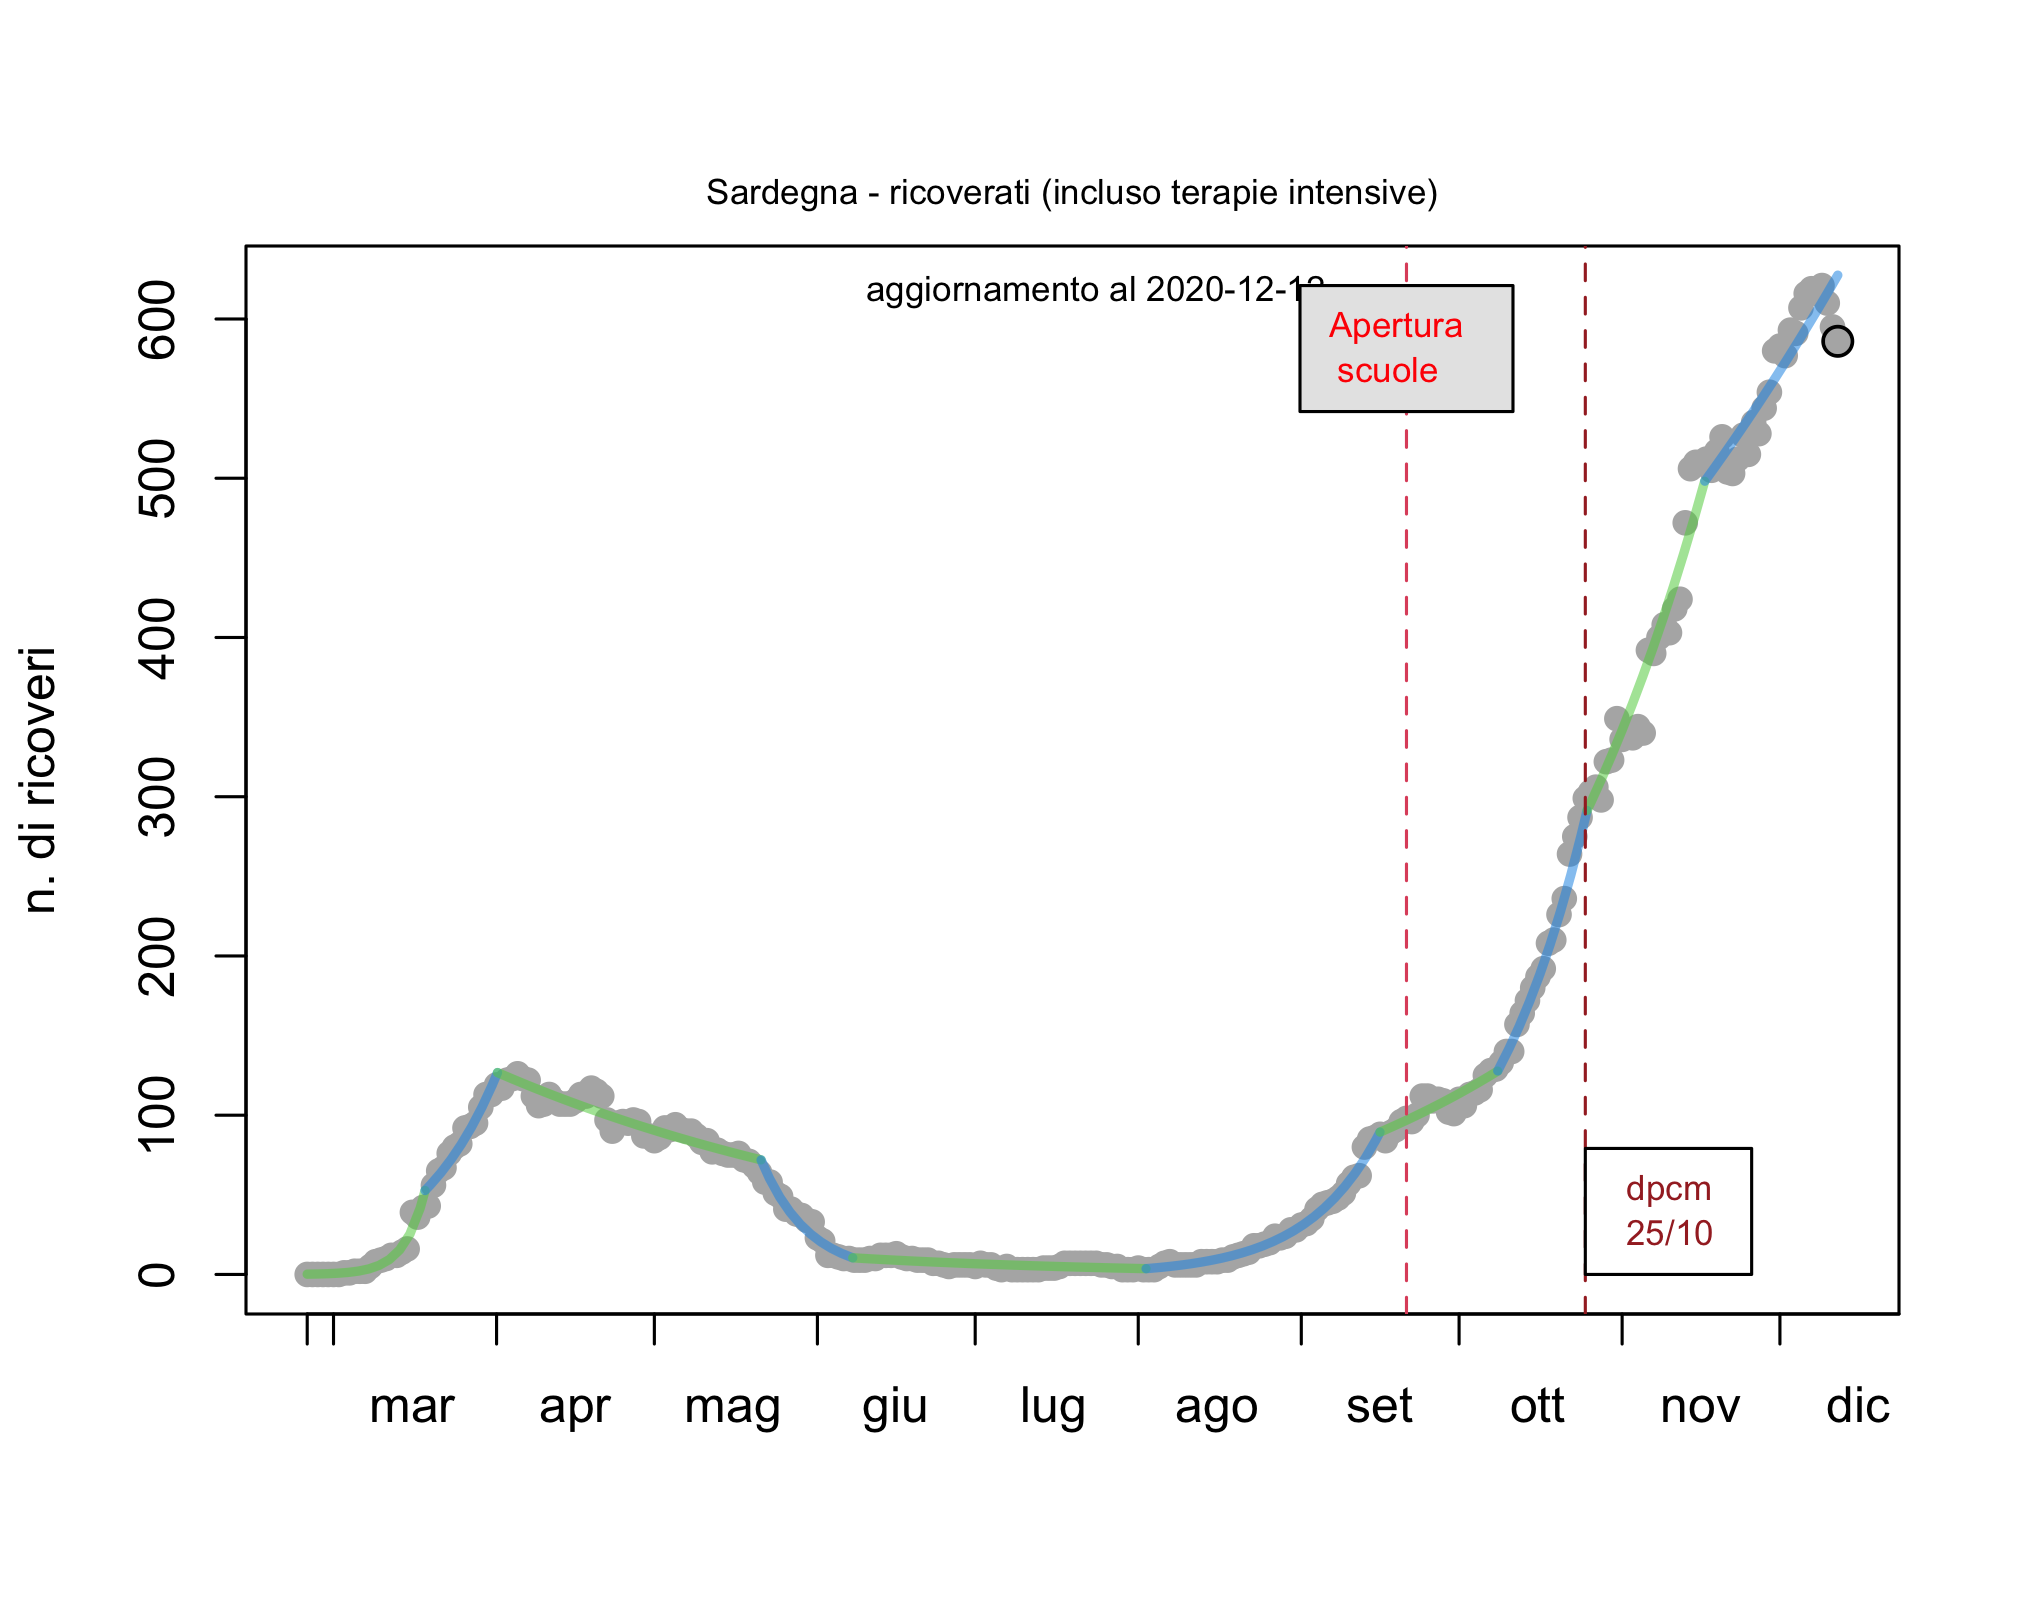 Sardegna - ricoverati (incluso terapie intensive)
aggiornamento al 2020-12-12
Apertura
scuole
n. di ricoveri
600
500
400
300
200
100
0
dpcm
25/10
mar apr mag giu lug ago set ott nov dic